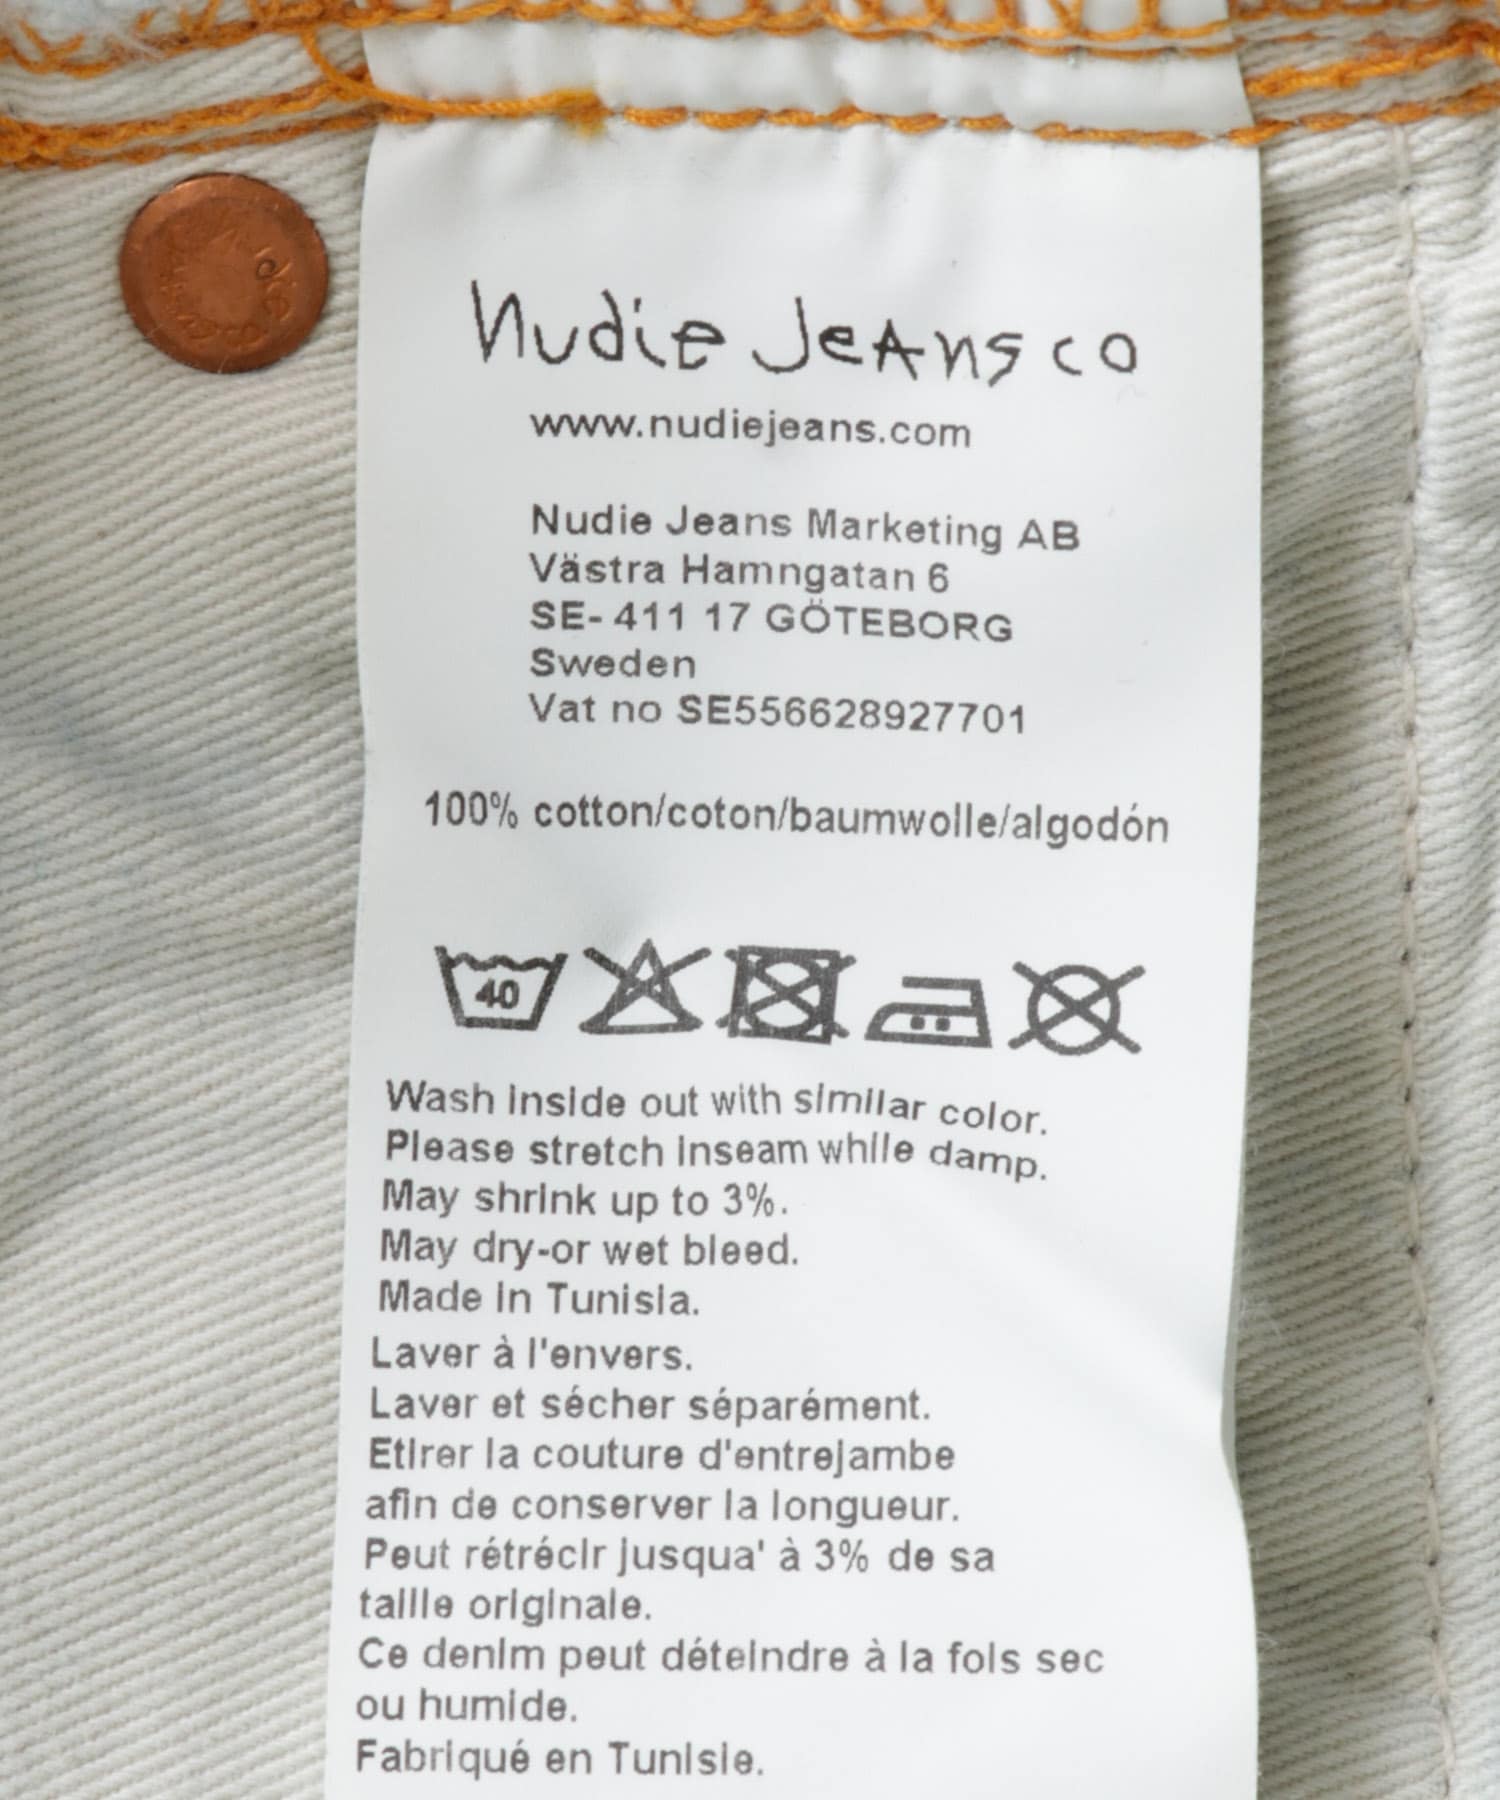 Nudie Jeans co
www.nudiejeans.com
Nudie Jeans Marketing AB
Västra Hamngatan 6
SE- 411 17 GÖTEBORG
Sweden
Vat no SE556628927701
100% cotton/coton/baumwolle/algodón
40
Wash inside out with similar color.
Please stretch inseam while damp.
May shrink up to 3%.
May dry-or wet bleed.
Made in Tunisia.
Laver à l'envers.
Laver et sécher séparément.
Etirer la couture d'entrejambe
afin de conserver la longueur.
Peut rétrécir jusqua' à 3% de sa
taille originale.
Ce denim peut déteindre à la fois sec
ou humide.
Fabriqué en Tunisie.